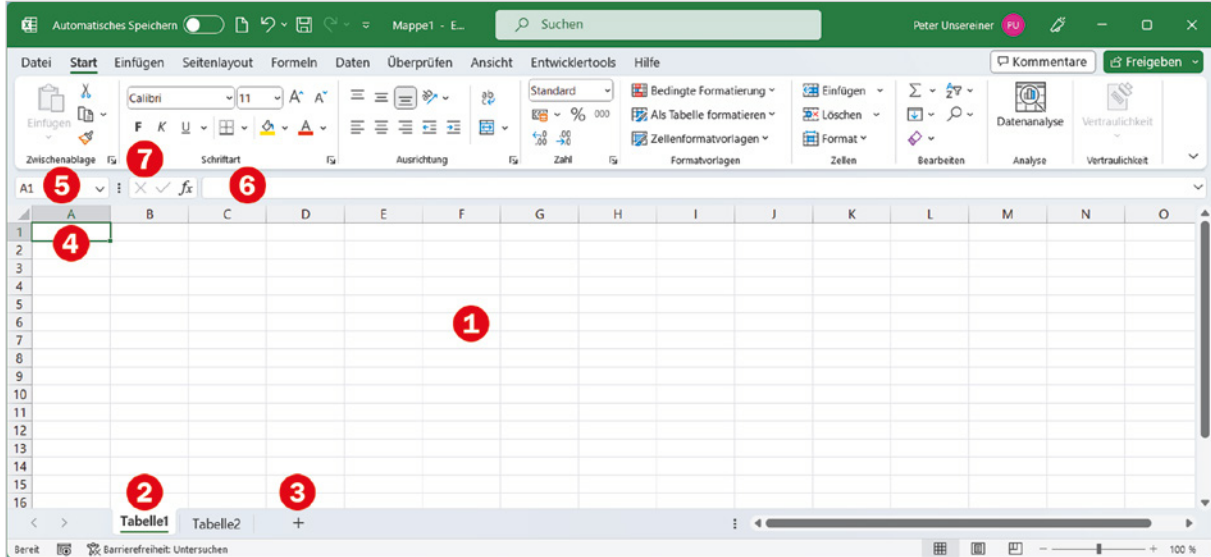 Automatisches Speichern Mappe1 - E... Suchen Peter Unsereiner PU
Datei Start Einfügen Seitenlayout Formeln Daten Überprüfen Ansicht Entwicklertools Hilfe Kommentare Freigeben
Calibri 11 Standard Bedingte Formatierung Einfügen
Einfügen F K U A % 000 Als Tabelle formatieren Löschen Datenanalyse Vertraulichkeit
Zellenformatvorlagen Format
Zwischenablage 7 Schriftart Ausrichtung Zahl Formatvorlagen Zellen Bearbeiten Analyse Vertraulichkeit
A1 5 fx 6
A B C D E F G H I J K L M N O
1
2 4
3
4
5
6 1
7
8
9
10
11
12
13
14
15 2 3
16
Tabelle1 Tabelle2 +
Bereit Barrierefreiheit: Untersuchen 100 %